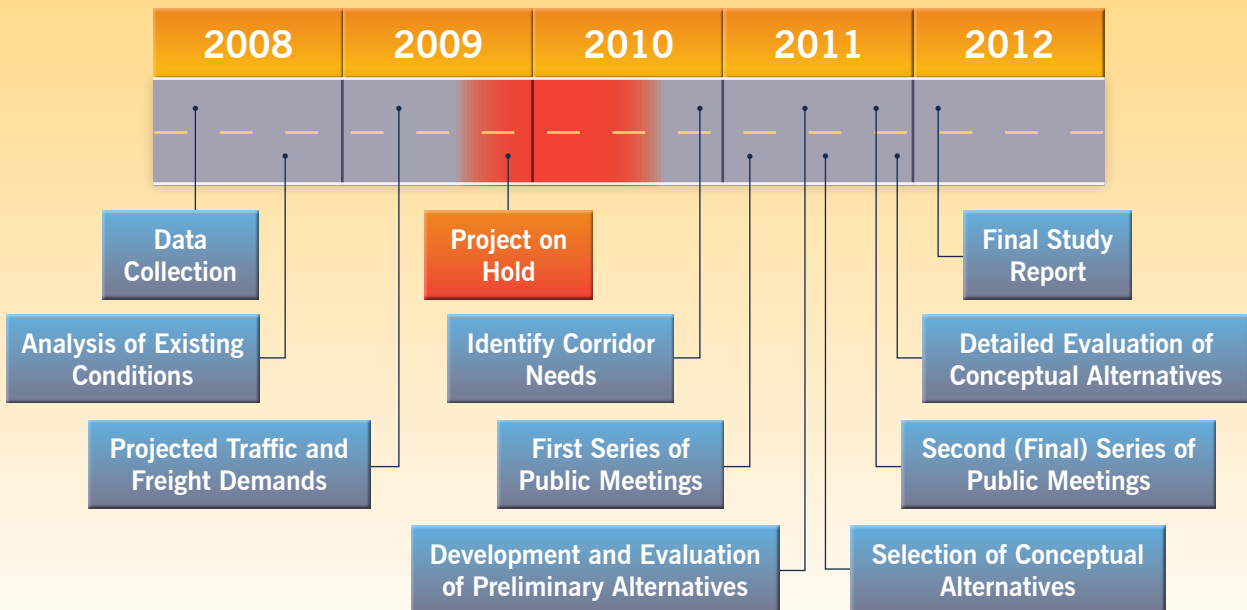 2008
2009
2010
2011
2012
Data
Collection
Project on
Hold
Final Study
Report
Analysis of Existing
Conditions
Identify Corridor
Needs
Detailed Evaluation of
Conceptual Alternatives
Projected Traffic and
Freight Demands
First Series of
Public Meetings
Second (Final) Series of
Public Meetings
Development and Evaluation
of Preliminary Alternatives
Selection of Conceptual
Alternatives